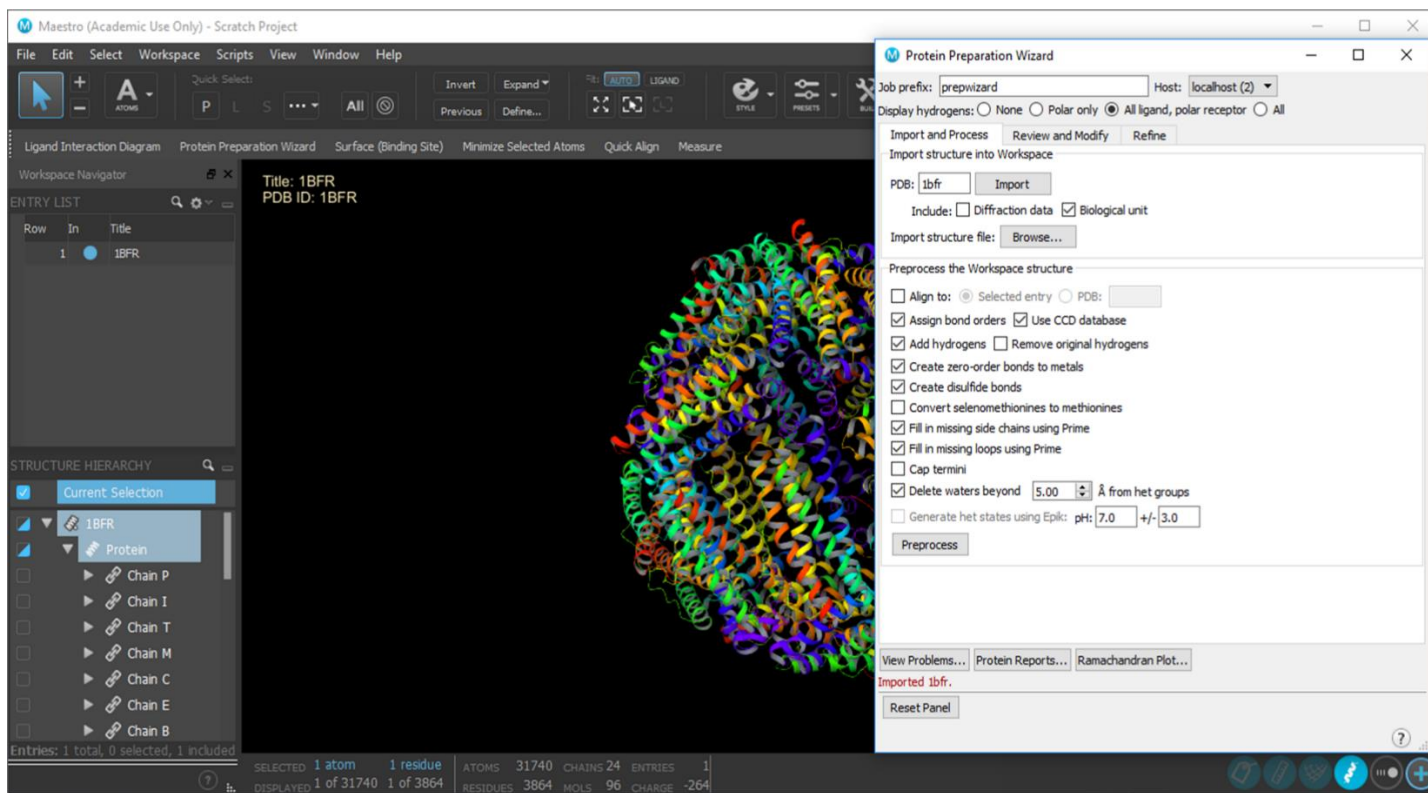 Maestro (Academic Use Only) - Scratch Project
File Edit Select Workspace Scripts View Window Help
A ATOMS
Quick Select:
P L S All
Invert Expand
Previous Define...
Fit: AUTO LIGAND
STYLE PRESETS
Ligand Interaction Diagram Protein Preparation Wizard Surface (Binding Site) Minimize Selected Atoms Quick Align Measure
Workspace Navigator
ENTRY LIST
Row In Title
1 1BFR
STRUCTURE HIERARCHY
Current Selection
1BFR
Protein
Chain P
Chain I
Chain T
Chain M
Chain C
Chain E
Chain B
Entries: 1 total, 0 selected, 1 included
Title: 1BFR
PDB ID: 1BFR
SELECTED 1 atom 1 residue ATOMS 31740 CHAINS 24 ENTRIES 1
DISPLAYED 1 of 31740 1 of 3864 RESIDUES 3864 MOLS 96 CHARGE -264
Protein Preparation Wizard
Job prefix: prepwizard Host: localhost (2)
Display hydrogens: None Polar only All ligand, polar receptor All
Import and Process Review and Modify Refine
Import structure into Workspace
PDB: 1bfr Import
Include: Diffraction data Biological unit
Import structure file: Browse...
Preprocess the Workspace structure
Align to: Selected entry PDB:
Assign bond orders Use CCD database
Add hydrogens Remove original hydrogens
Create zero-order bonds to metals
Create disulfide bonds
Convert selenomethionines to methionines
Fill in missing side chains using Prime
Fill in missing loops using Prime
Cap termini
Delete waters beyond 5.00 Å from het groups
Generate het states using Epik: pH: 7.0 +/- 3.0
Preprocess
View Problems... Protein Reports... Ramachandran Plot...
Imported 1bfr.
Reset Panel